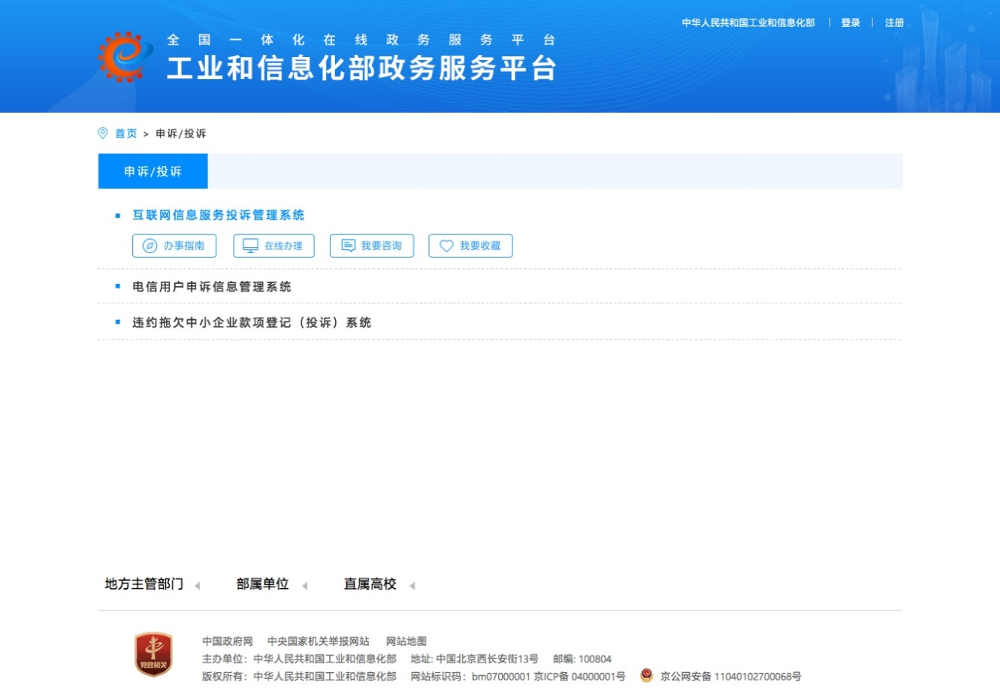 中华人民共和国工业和信息化部 | 登录 | 注册
全国一体化在线政务服务平台
工业和信息化部政务服务平台
首页 > 申诉/投诉
申诉/投诉
互联网信息服务投诉管理系统
办事指南 在线办理 我要咨询 我要收藏
电信用户申诉信息管理系统
违约拖欠中小企业款项登记（投诉）系统
地方主管部门 部属单位 直属高校
党政机关
中国政府网 中央国家机关举报网站 网站地图
主办单位：中华人民共和国工业和信息化部 地址: 中国北京西长安街13号 邮编: 100804
版权所有：中华人民共和国工业和信息化部 网站标识码：bm07000001 京ICP备 04000001号 京公网安备 11040102700068号